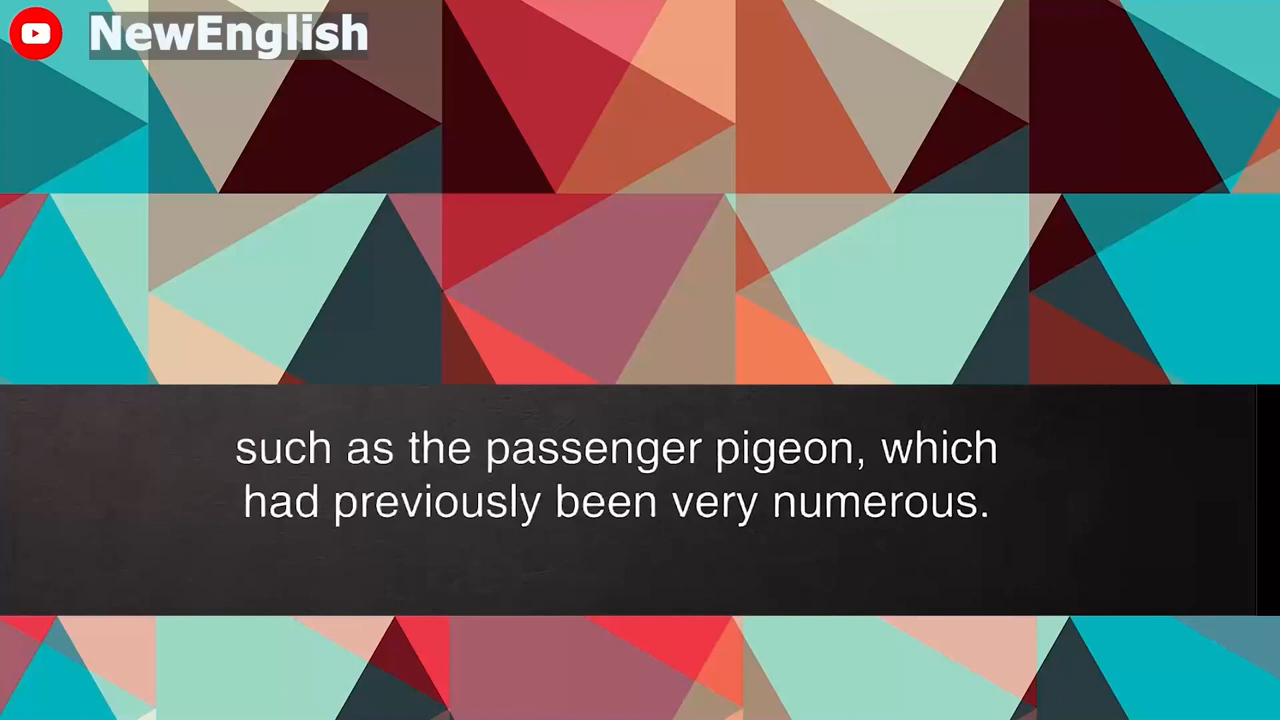 NewEnglish
such as the passenger pigeon, which
had previously been very numerous.